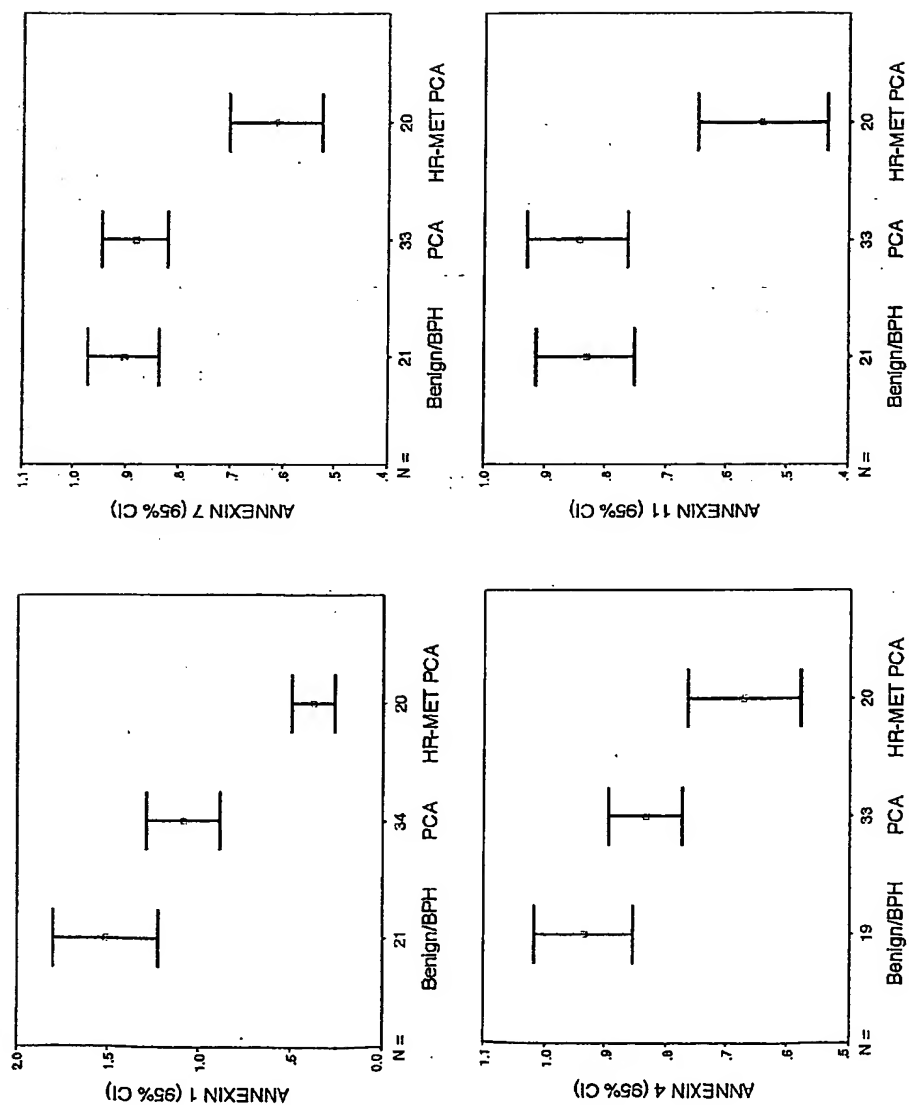 ANNEXIN 1 (95% CI)
2.0
1.5
1.0
.5
0.0
N =
21
34
20
Benign/BPH
PCA
HR-MET PCA
ANNEXIN 7 (95% CI)
1.1
1.0
.9
.8
.7
.6
.5
.4
N =
21
33
20
Benign/BPH
PCA
HR-MET PCA
ANNEXIN 4 (95% CI)
1.1
1.0
.9
.8
.7
.6
.5
N =
19
33
20
Benign/BPH
PCA
HR-MET PCA
ANNEXIN 11 (95% CI)
1.0
.9
.8
.7
.6
.5
.4
N =
21
33
20
Benign/BPH
PCA
HR-MET PCA